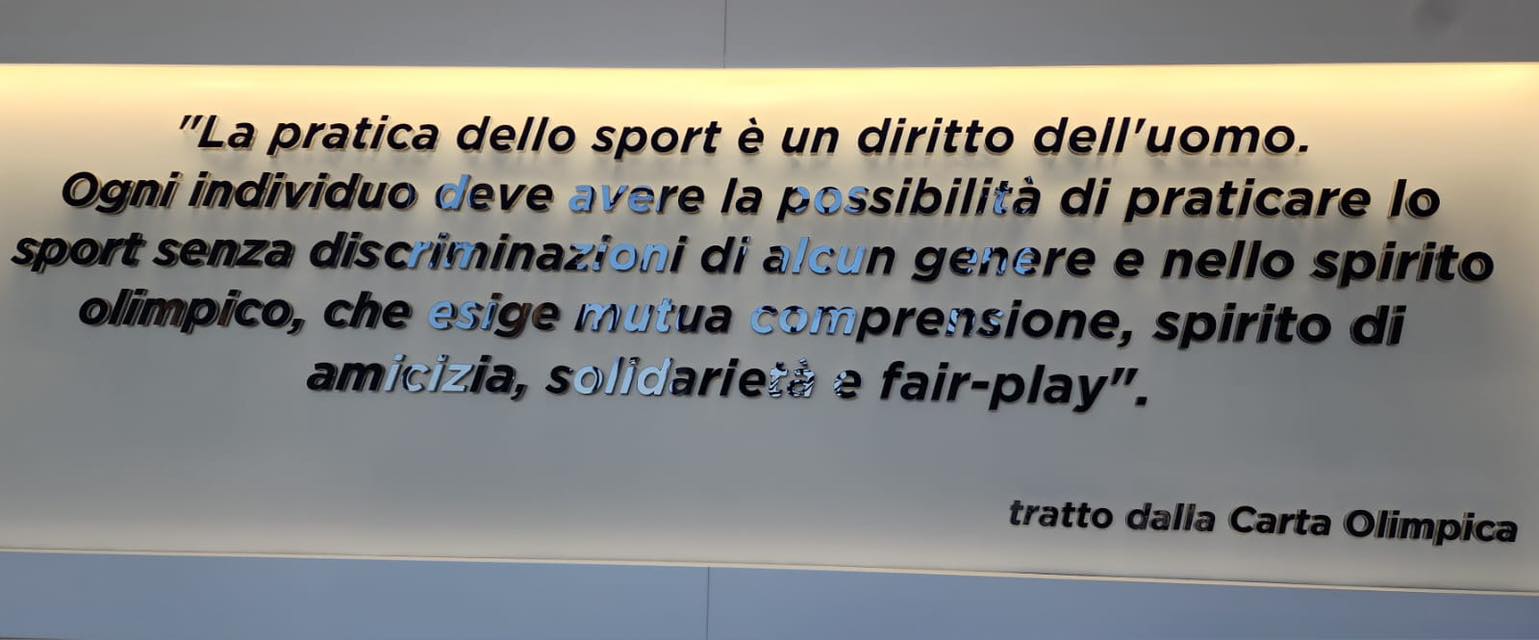 "La pratica dello sport è un diritto dell'uomo.
Ogni individuo deve avere la possibilità di praticare lo
sport senza discriminazioni di alcun genere e nello spirito
olimpico, che esige mutua comprensione, spirito di
amicizia, solidarietà e fair-play".
tratto dalla Carta Olimpica